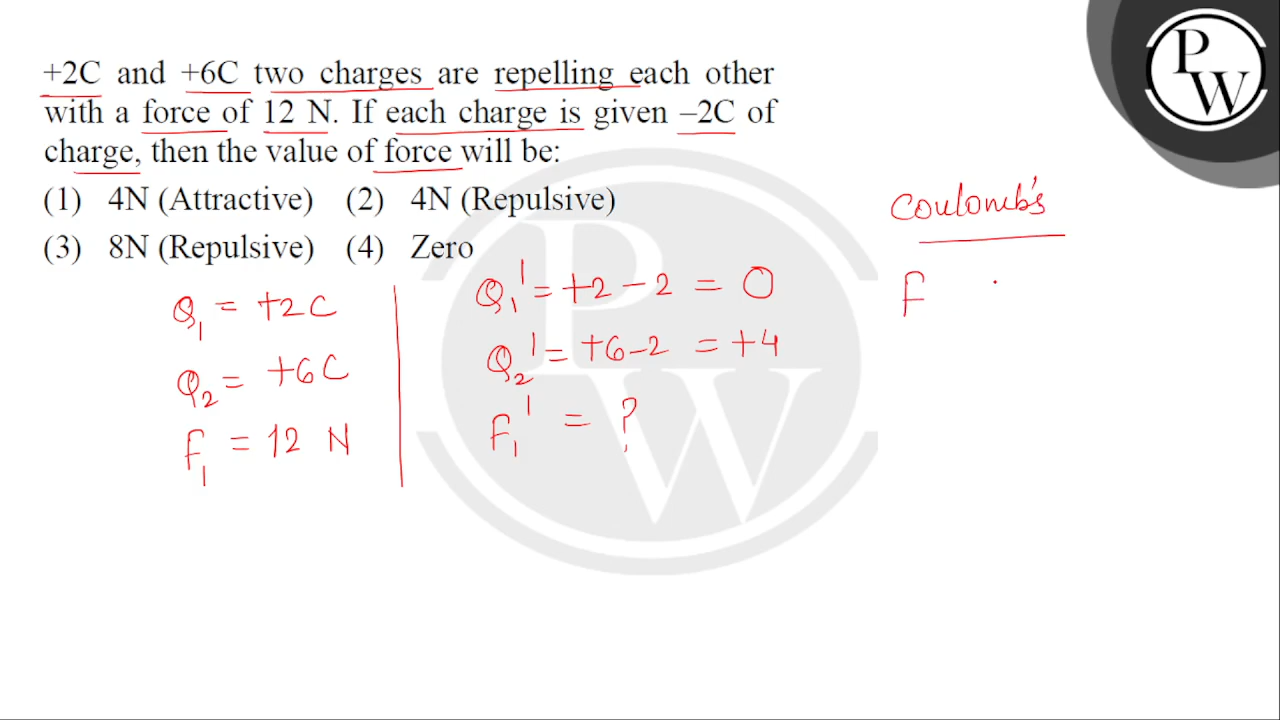 +2C and +6C two charges are repelling each other
with a force of 12 N. If each charge is given –2C of
charge, then the value of force will be:
(1) 4N (Attractive) (2) 4N (Repulsive)
(3) 8N (Repulsive) (4) Zero
Q₁ = +2C
Q₂ = +6C
F₁ = 12 N
Q₁' = +2 - 2 = 0
Q₂' = +6 - 2 = +4
F₁' = ?
Coulomb's
F
PW
PW